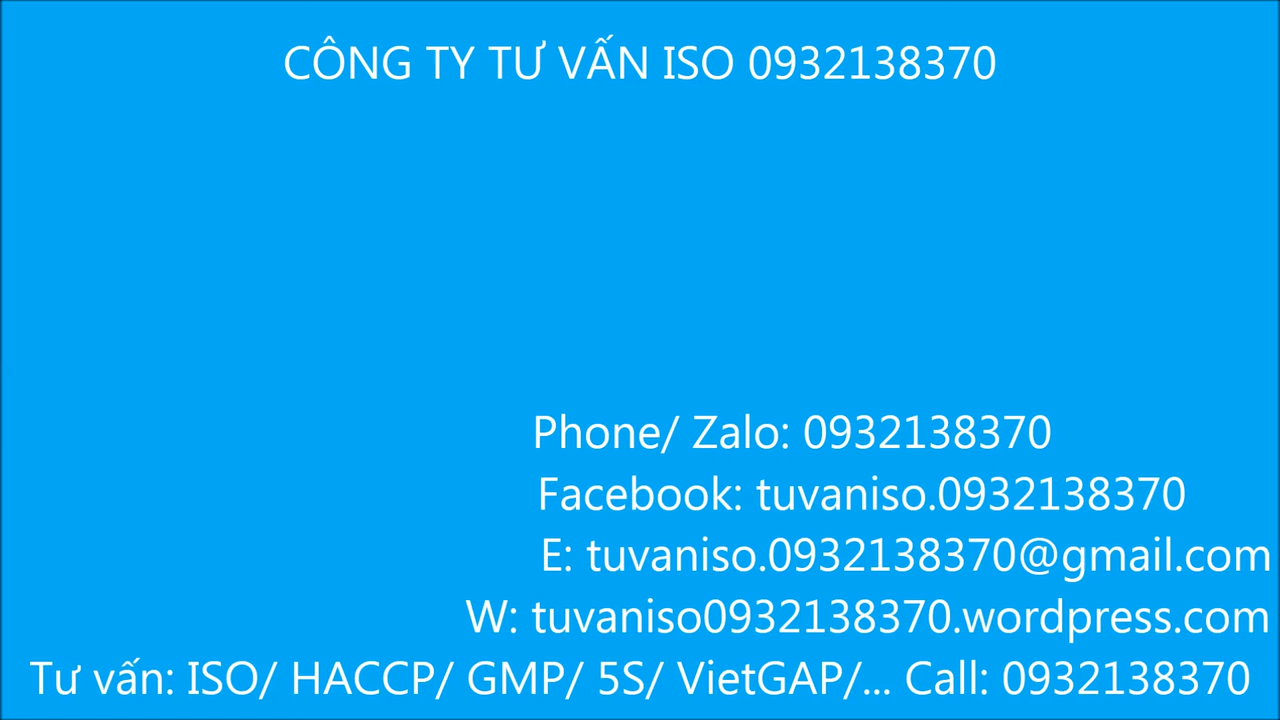 CÔNG TY TƯ VẤN ISO 0932138370
Phone/ Zalo: 0932138370
Facebook: tuvaniso.0932138370
E: tuvaniso.0932138370@gmail.com
W: tuvaniso0932138370.wordpress.com
Tư vấn: ISO/ HACCP/ GMP/ 5S/ VietGAP/... Call: 0932138370